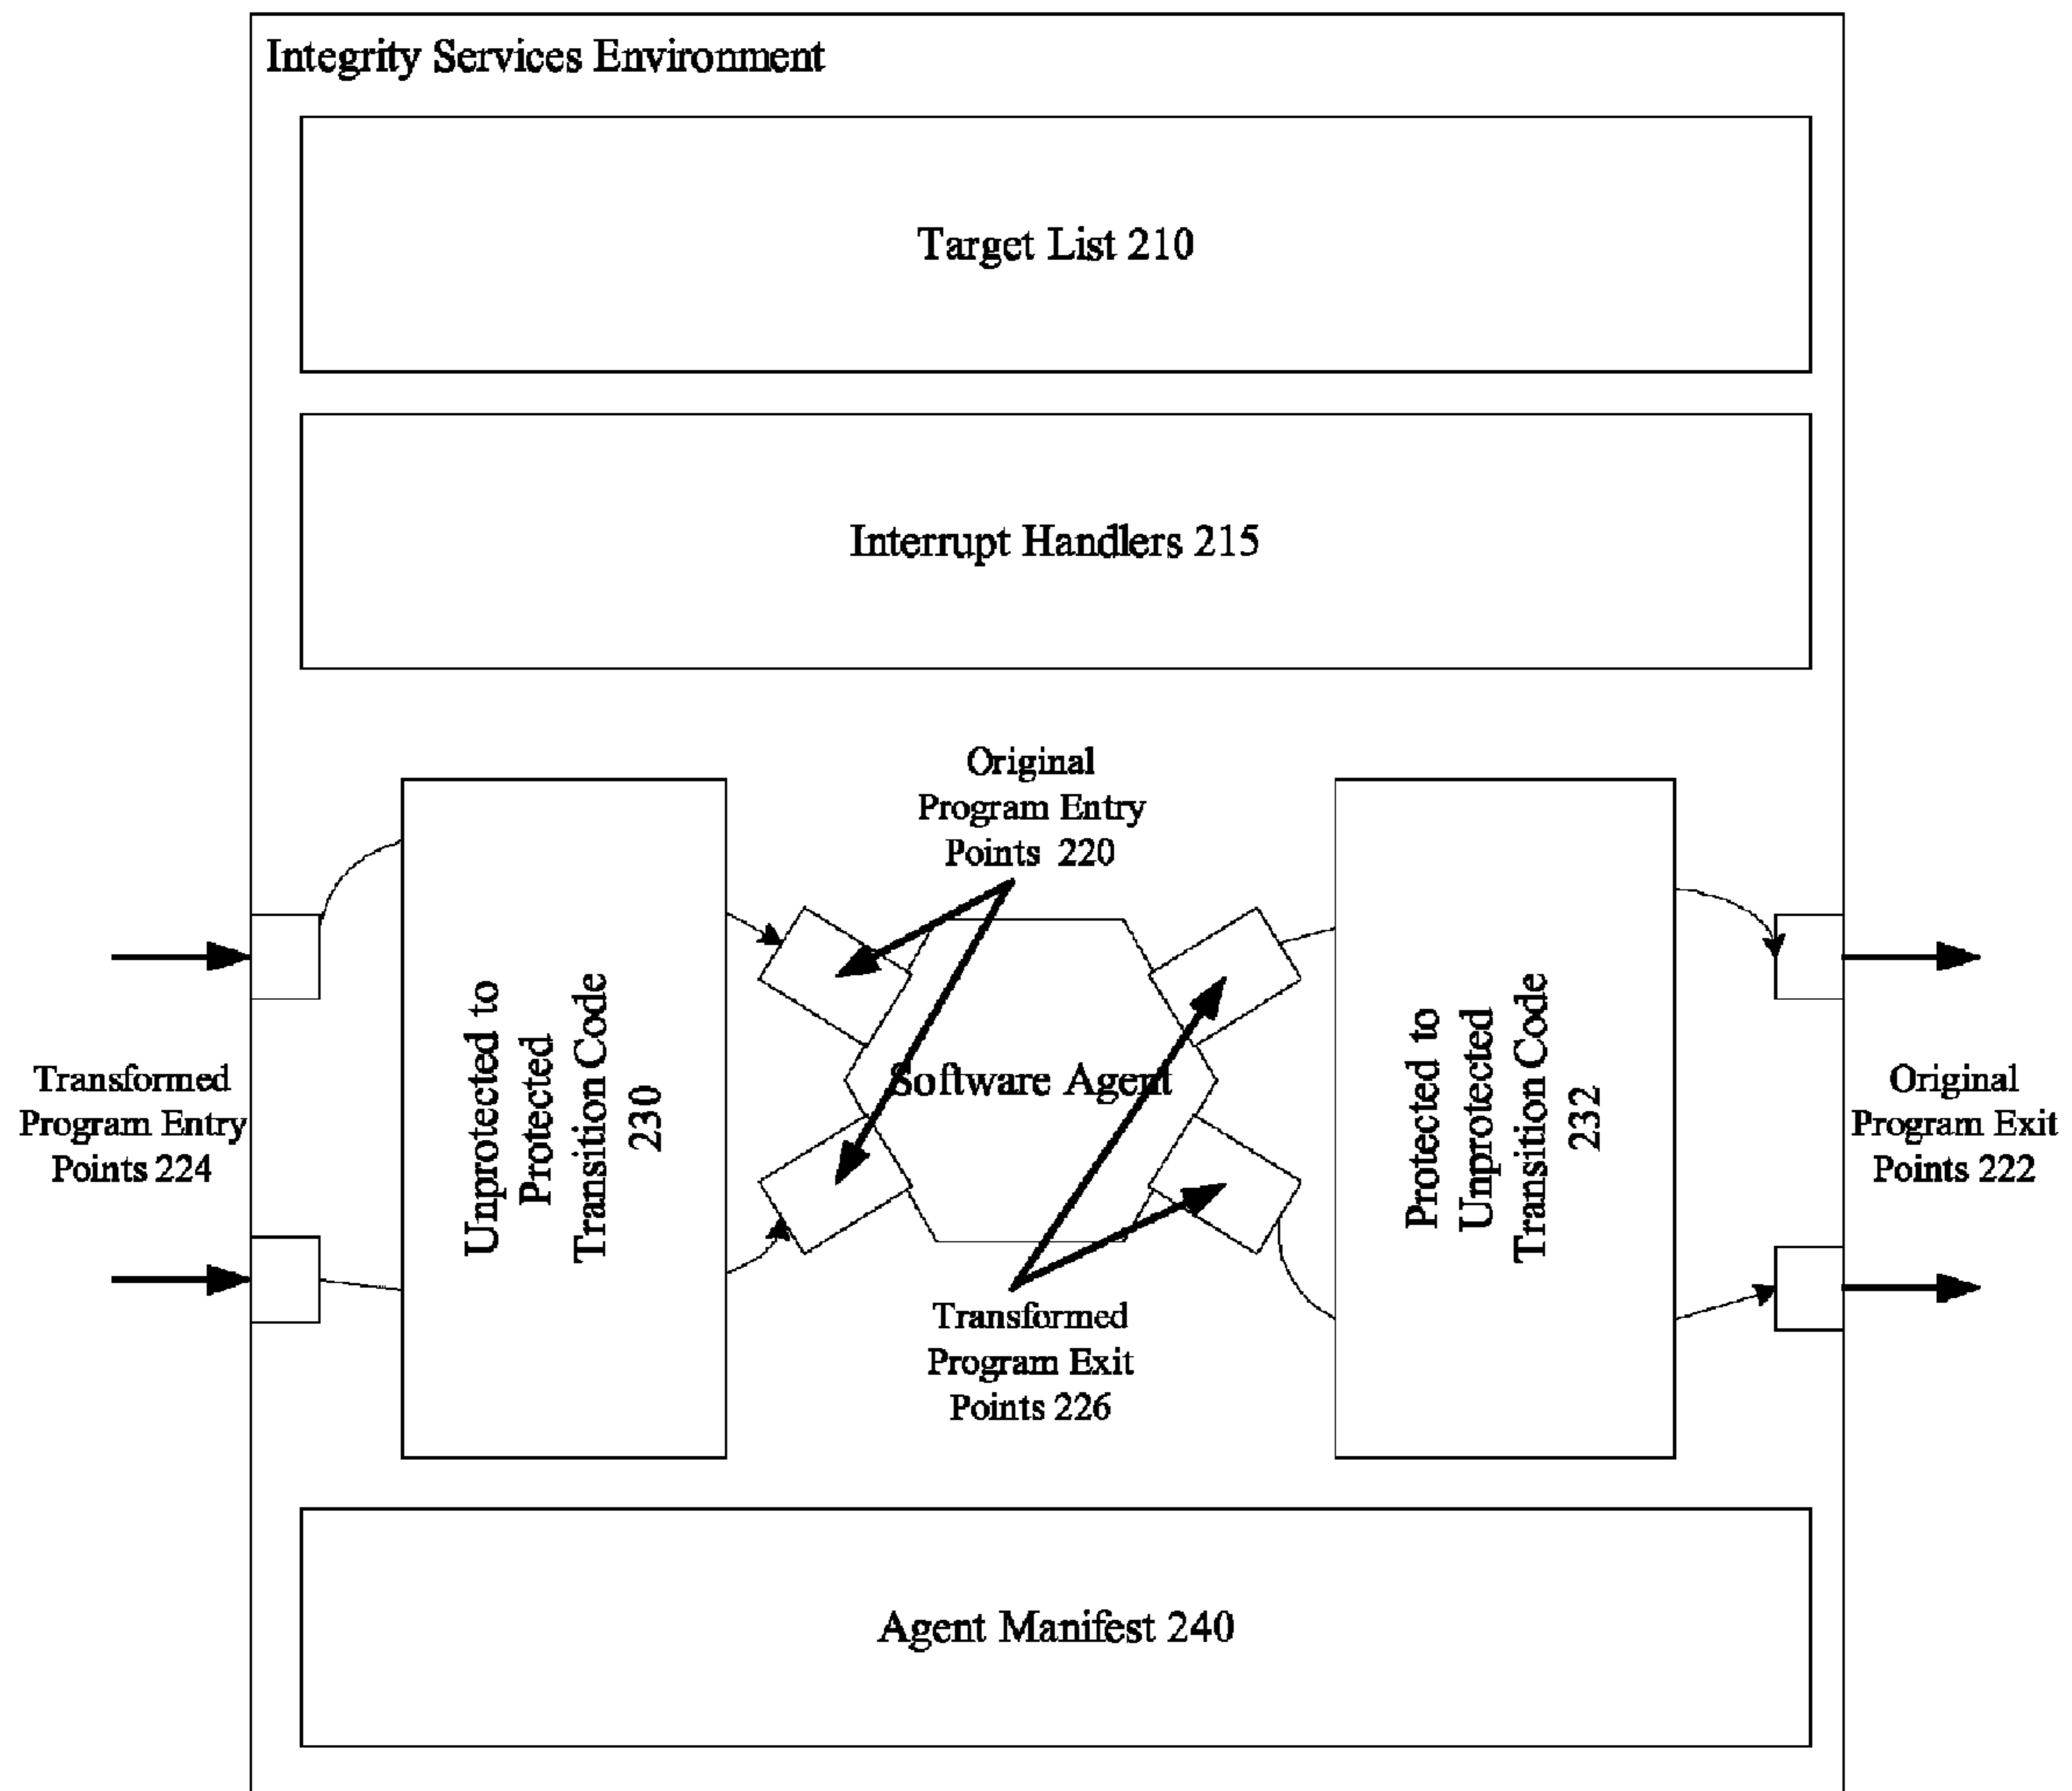 Integrity Services Environment
Target List 210
Interrupt Handlers 215
Original
Program Entry
Points 220
Unprotected to
Protected
Transition Code
230
Software Agent
Protected to
Unprotected
Transition Code
232
Transformed
Program Entry
Points 224
Original
Program Exit
Points 222
Transformed
Program Exit
Points 226
Agent Manifest 240